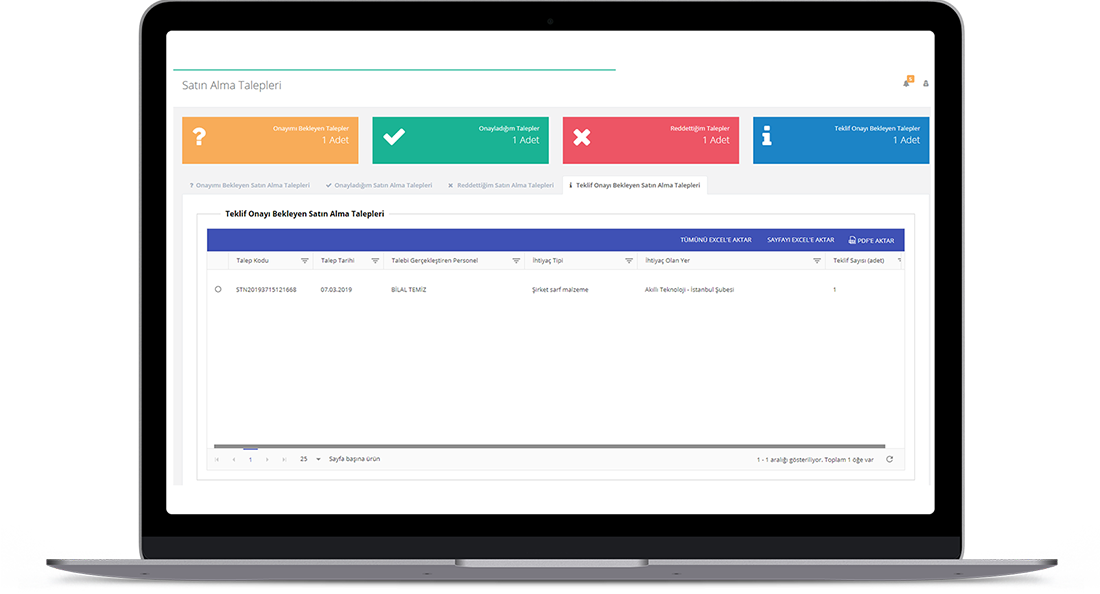 Satın Alma Talepleri
Onayımı Bekleyen Talepler
1 Adet
Onayladığım Talepler
1 Adet
Reddettiğim Talepler
1 Adet
Teklif Onayı Bekleyen Talepler
1 Adet
? Onayımı Bekleyen Satın Alma Talepleri Onayladığım Satın Alma Talepleri Reddettiğim Satın Alma Talepleri Teklif Onayı Bekleyen Satın Alma Talepleri
Teklif Onayı Bekleyen Satın Alma Talepleri
TÜMÜNÜ EXCEL'E AKTAR SAYFAYI EXCEL'E AKTAR PDF'E AKTAR
Talep Kodu Talep Tarihi Talebi Gerçekleştiren Personel İhtiyaç Tipi İhtiyaç Olan Yer Teklif Sayısı (adet)
STN20193715121668 07.03.2019 BİLAL TEMİZ Şirket sarf malzeme Akıllı Teknoloji - İstanbul Şubesi 1
1 25 Sayfa başına ürün 1 - 1 aralığı gösteriliyor. Toplam 1 öğe var